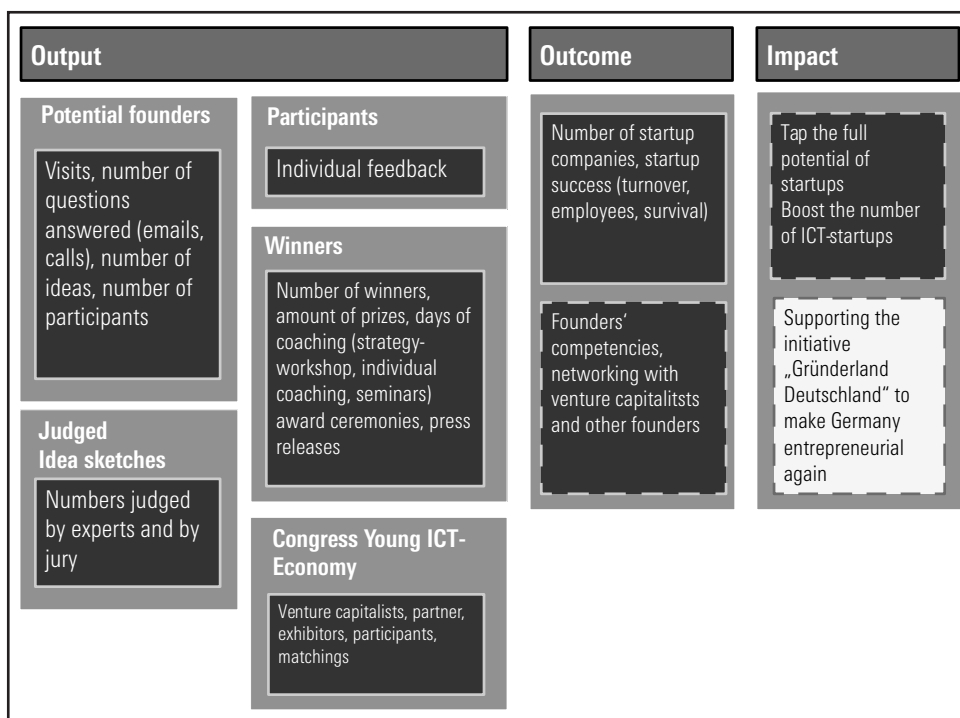 Output
Potential founders
Visits, number of
questions
answered (emails,
calls), number of
ideas, number of
participants
Judged
Idea sketches
Numbers judged
by experts and by
jury
Participants
Individual feedback
Winners
Number of winners,
amount of prizes, days of
coaching (strategy-
workshop, individual
coaching, seminars)
award ceremonies, press
releases
Congress Young ICT-
Economy
Venture capitalists, partner,
exhibitors, participants,
matchings
Outcome
Number of startup
companies, startup
success (turnover,
employees, survival)
Founders‘
competencies,
networking with
venture capitalitsts
and other founders
Impact
Tap the full
potential of
startups
Boost the number
of ICT-startups
Supporting the
initiative
„Gründerland
Deutschland“ to
make Germany
entrepreneurial
again